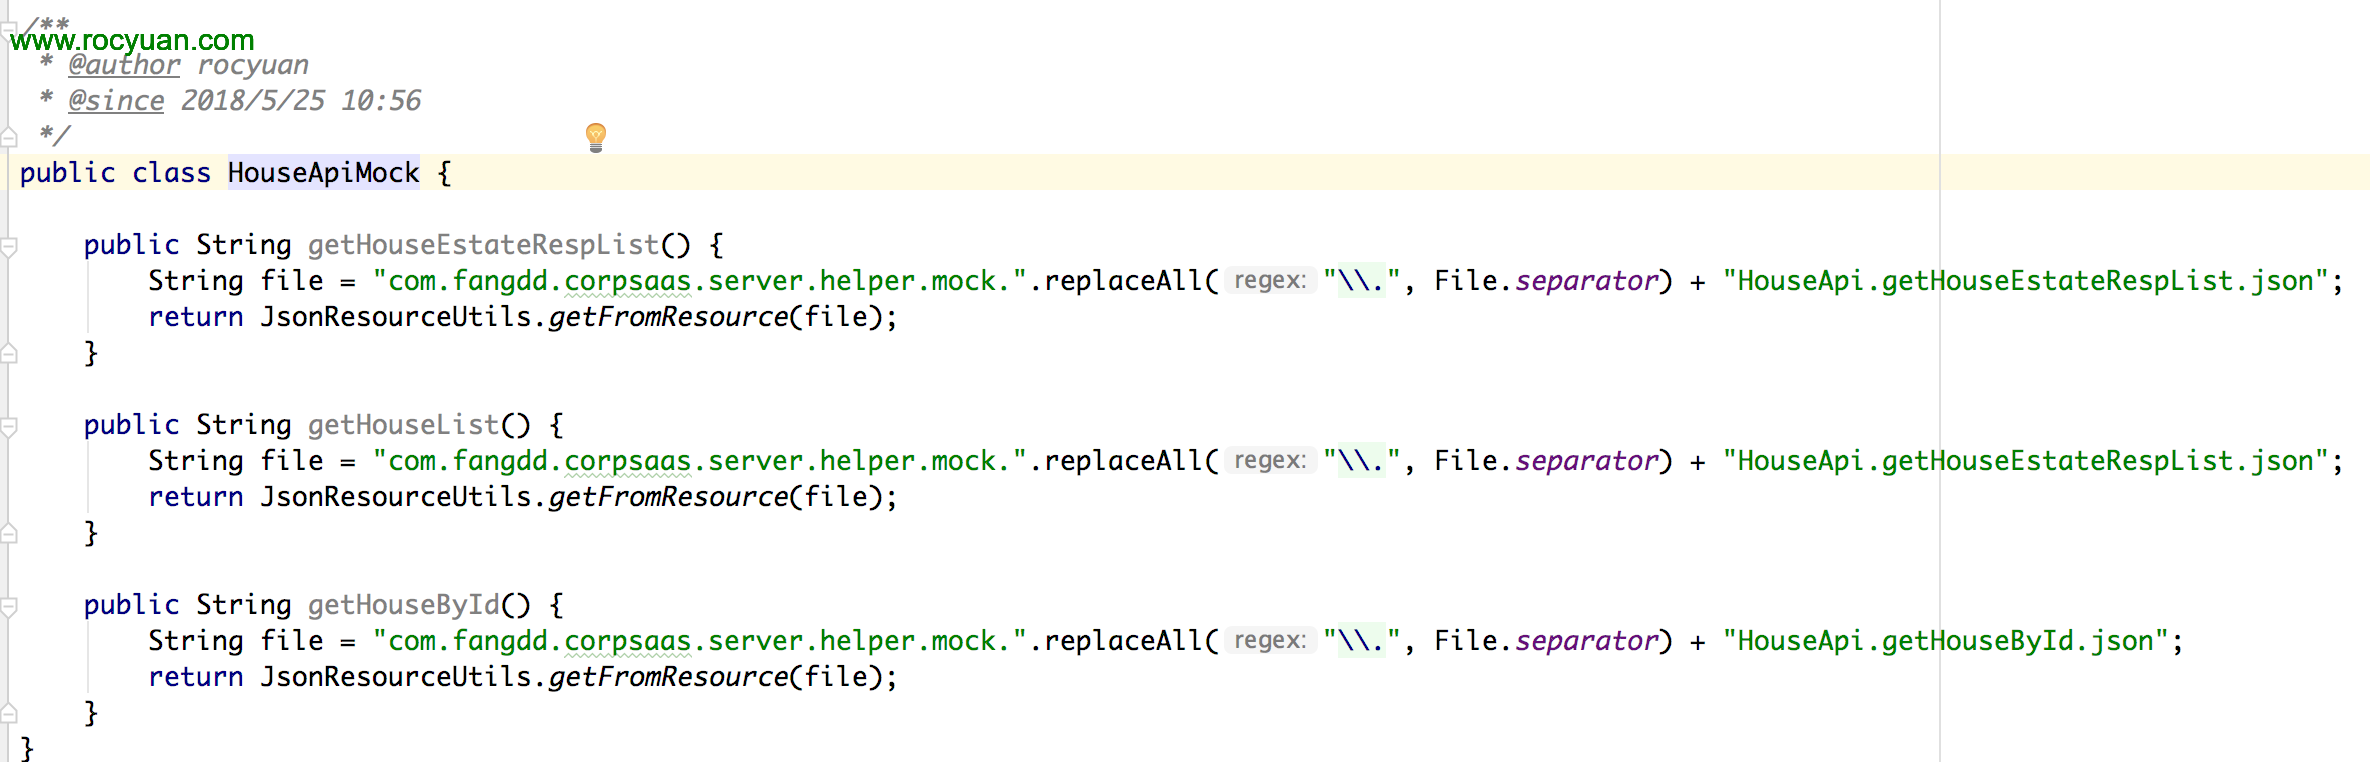 /**
www.rocyuan.com
 * @author rocyuan
 * @since 2018/5/25 10:56
 */
public class HouseApiMock {

    public String getHouseEstateRespList() {
        String file = "com.fangdd.corpsaas.server.helper.mock.".replaceAll( regex: "\\.", File.separator) + "HouseApi.getHouseEstateRespList.json";
        return JsonResourceUtils.getFromResource(file);
    }

    public String getHouseList() {
        String file = "com.fangdd.corpsaas.server.helper.mock.".replaceAll( regex: "\\.", File.separator) + "HouseApi.getHouseEstateRespList.json";
        return JsonResourceUtils.getFromResource(file);
    }

    public String getHouseById() {
        String file = "com.fangdd.corpsaas.server.helper.mock.".replaceAll( regex: "\\.", File.separator) + "HouseApi.getHouseById.json";
        return JsonResourceUtils.getFromResource(file);
    }
}